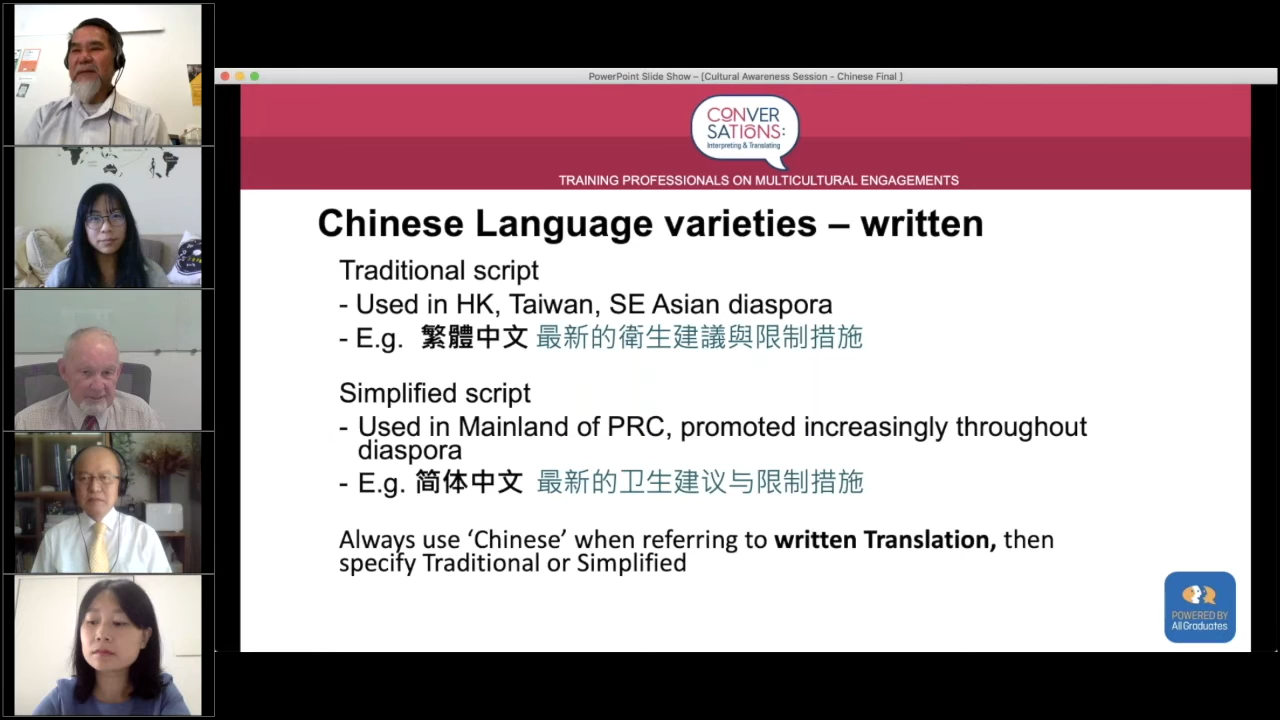 PowerPoint Slide Show – [Cultural Awareness Session - Chinese Final ]
CONVER
SATIONS:
Interpreting & Translating
TRAINING PROFESSIONALS ON MULTICULTURAL ENGAGEMENTS
Chinese Language varieties – written
Traditional script
- Used in HK, Taiwan, SE Asian diaspora
- E.g. 繁體中文 最新的衛生建議與限制措施
Simplified script
- Used in Mainland of PRC, promoted increasingly throughout
diaspora
- E.g. 简体中文 最新的卫生建议与限制措施
Always use ‘Chinese’ when referring to written Translation, then
specify Traditional or Simplified
POWERED BY
All Graduates